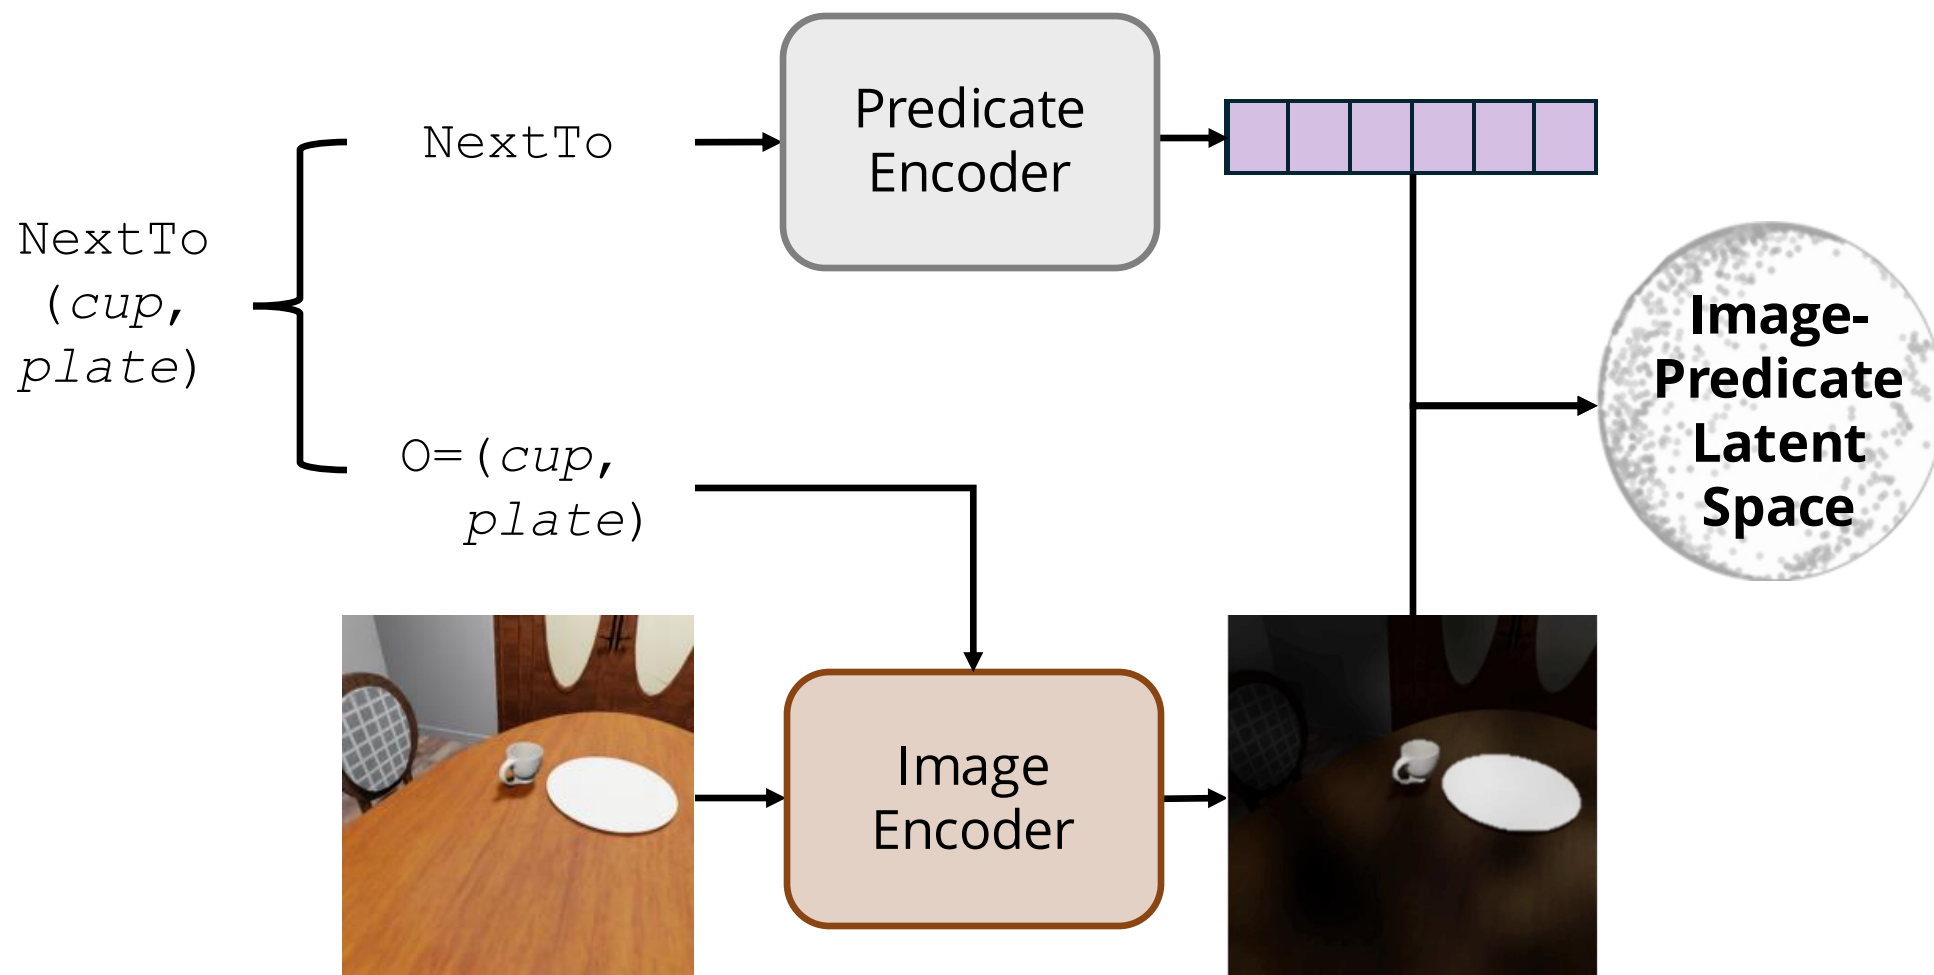 NextTo
(cup,
plate)
NextTo
O=(cup,
plate)
Predicate
Encoder
Image
Encoder
Image-
Predicate
Latent
Space